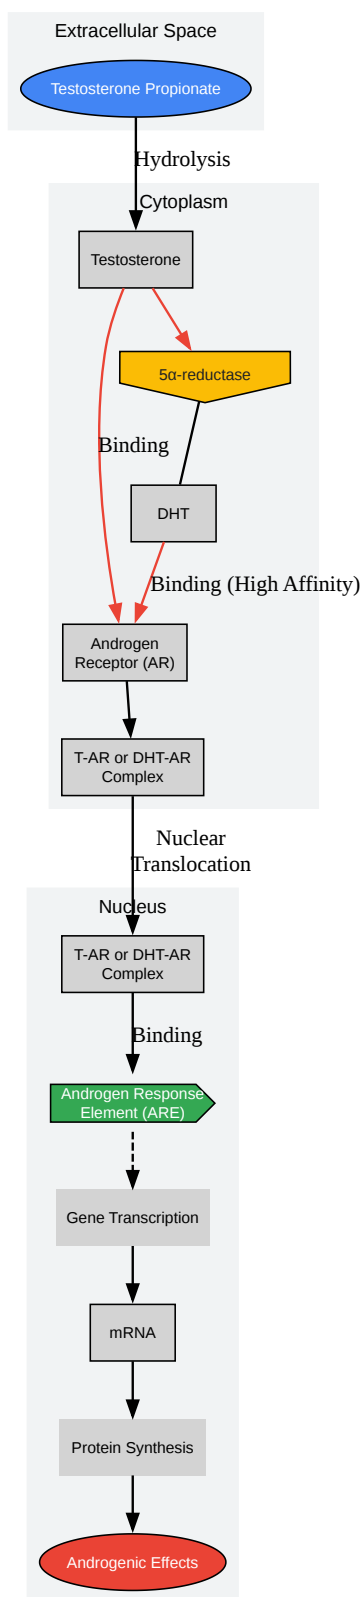 Extracellular Space
Testosterone Propionate
Hydrolysis
Cytoplasm
Testosterone
5α-reductase
Binding
DHT
Binding (High Affinity)
Androgen
Receptor (AR)
T-AR or DHT-AR
Complex
Nuclear
Translocation
Nucleus
T-AR or DHT-AR
Complex
Binding
Androgen Response
Element (ARE)
Gene Transcription
mRNA
Protein Synthesis
Androgenic Effects